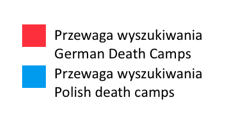 Przewaga wyszukiwania
German Death Camps
Przewaga wyszukiwania
Polish death camps